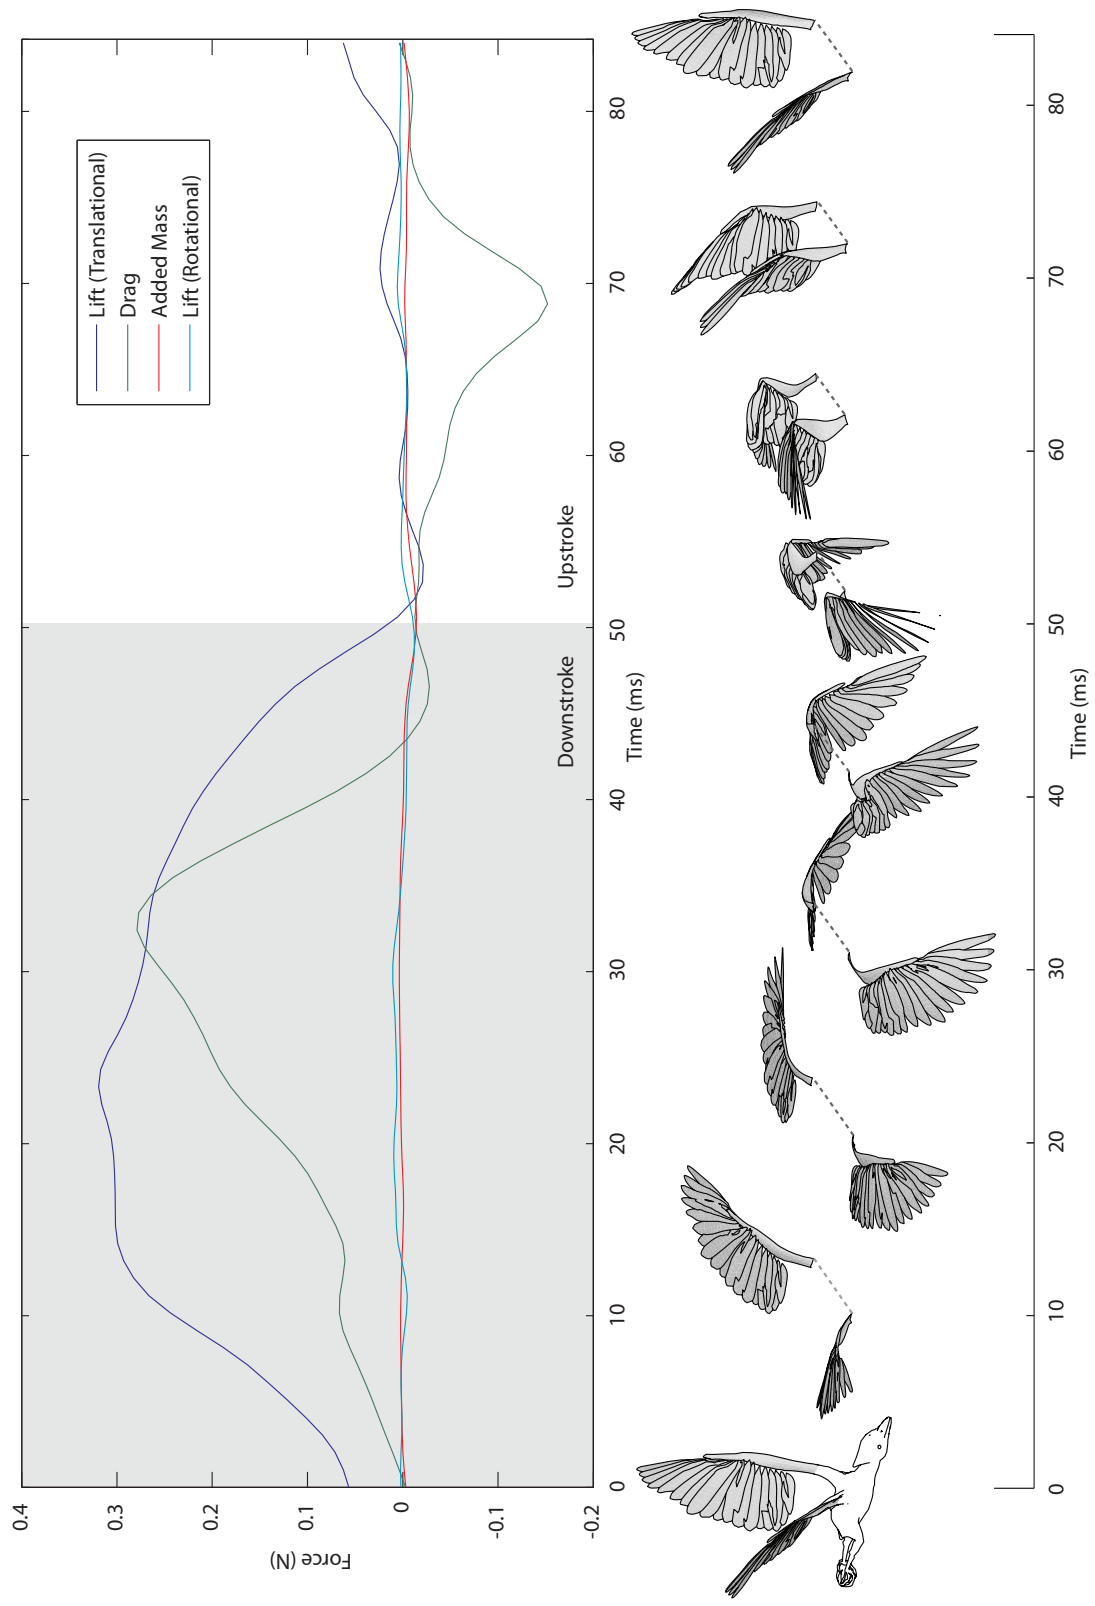 0.4
0.3
0.2
0.1
0
-0.1
-0.2
Force (N)
Lift (Translational)
Drag
Added Mass
Lift (Rotational)
Downstroke
Upstroke
0
10
20
30
40
50
60
70
80
Time (ms)
0
10
20
30
40
50
60
70
80
Time (ms)